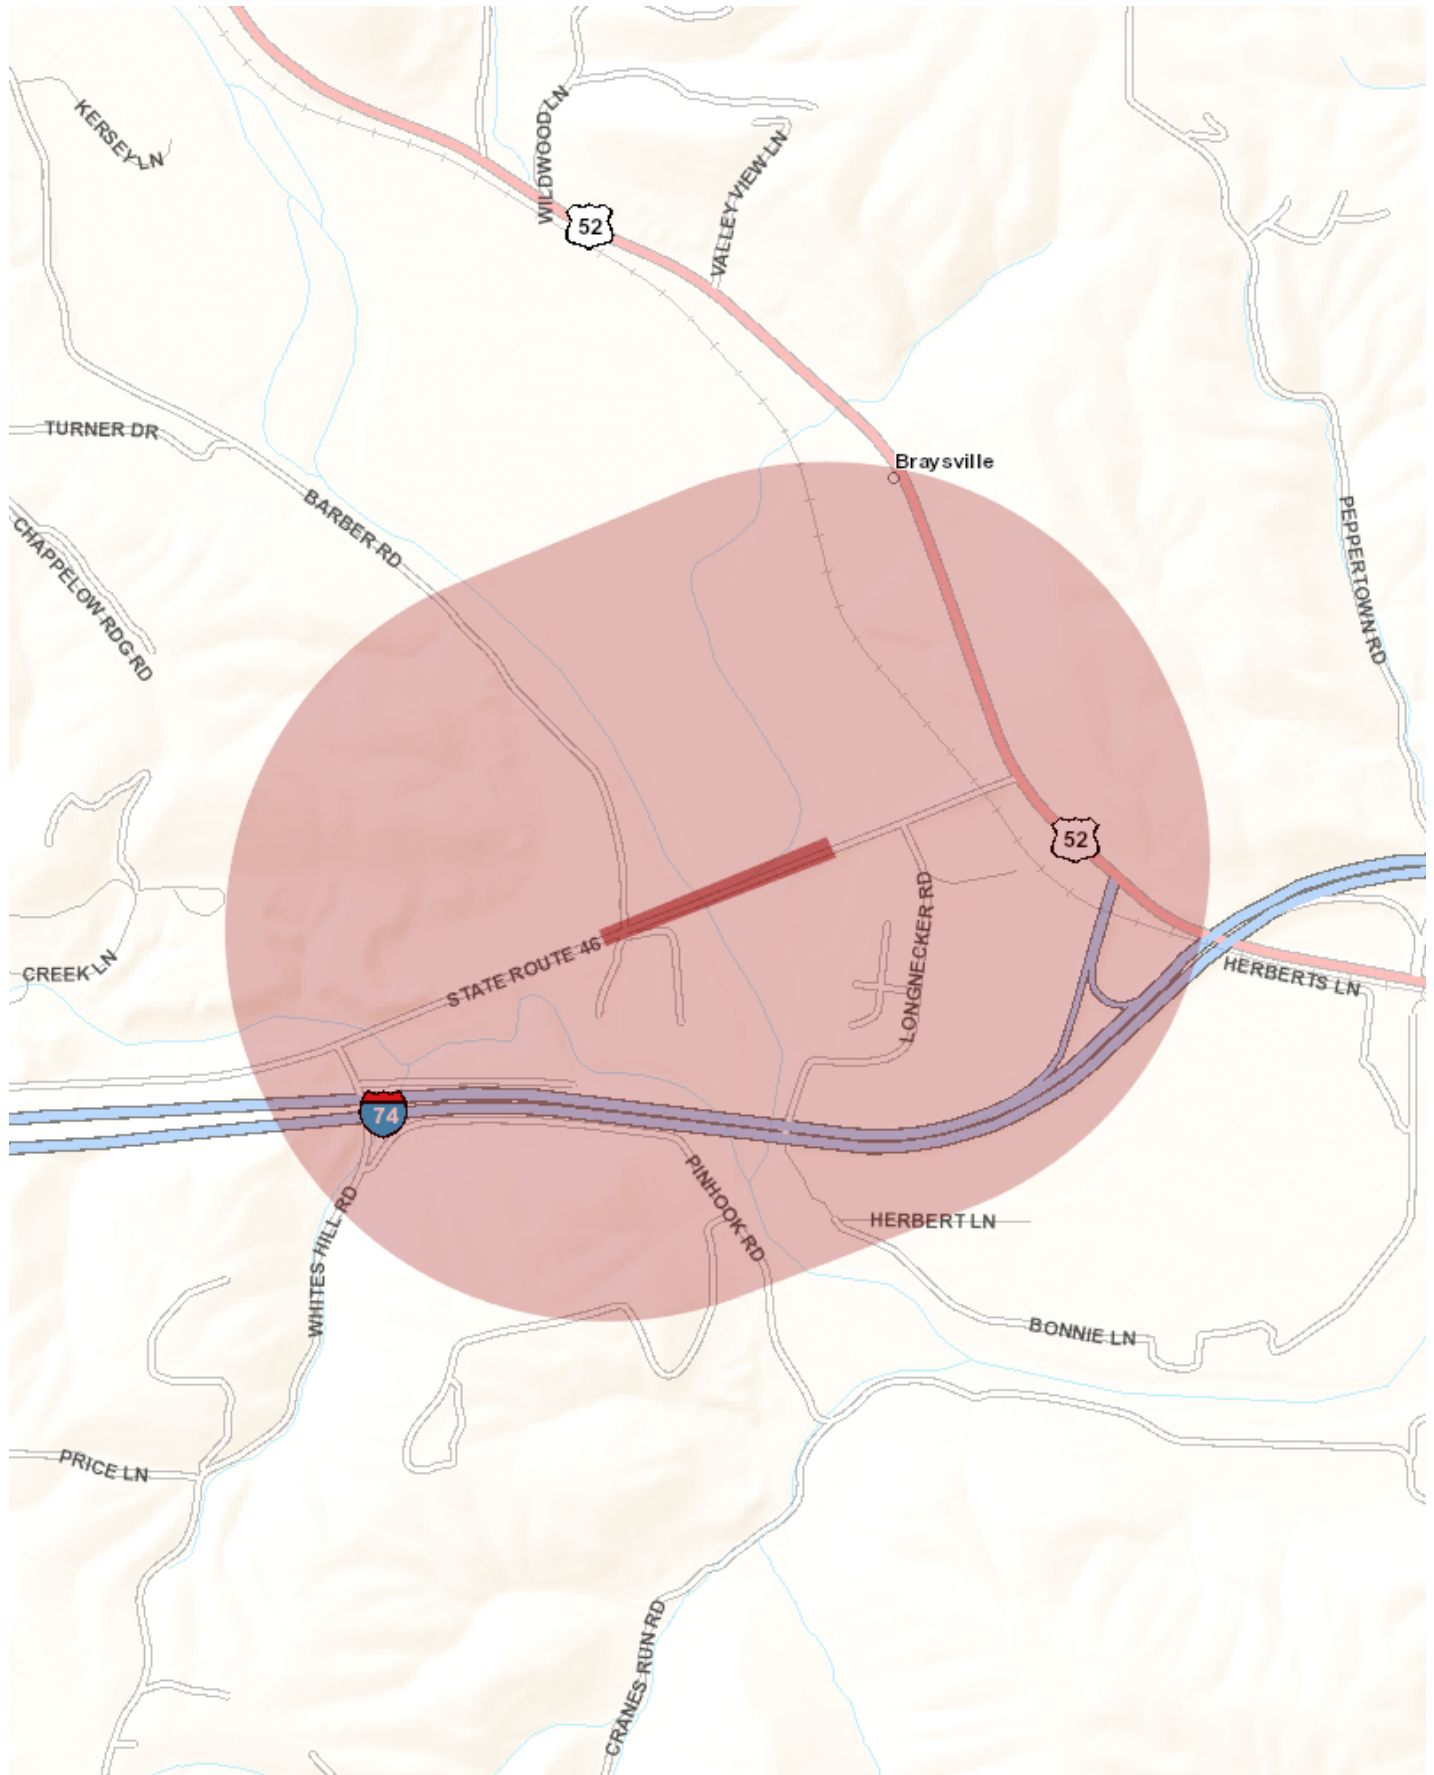 KERSEY LN
WILDWOOD LN
VALLEY VIEW LN
52
TURNER DR
Braysville
BARBER RD
CHAPPELOW RDG RD
PEPPERTOWN RD
52
LONGNECKER RD
STATE ROUTE 46
CREEK LN
HERBERTS LN
74
PINHOOK RD
WHITES HILL RD
HERBERT LN
BONNIE LN
PRICE LN
CRANES RUN RD